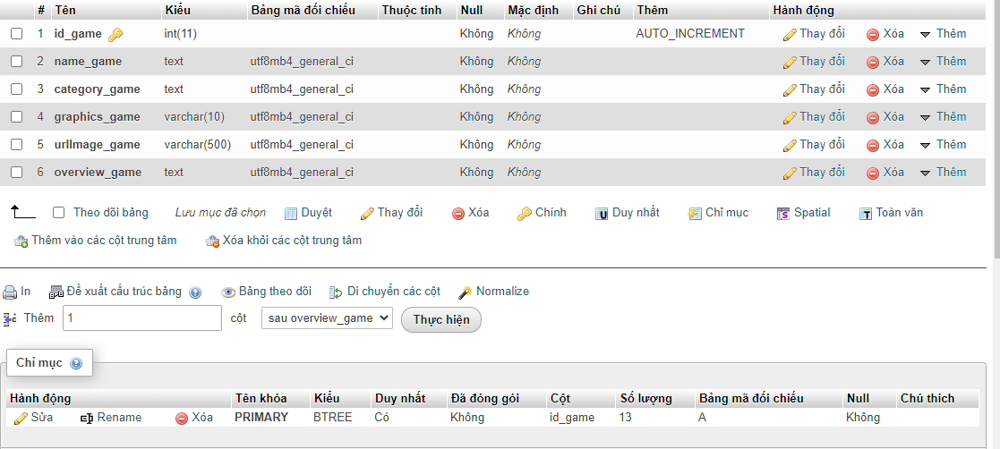 # Tên Kiểu Bảng mã đối chiếu Thuộc tính Null Mặc định Ghi chú Thêm Hành động
1 id_game int(11) Không Không AUTO_INCREMENT Thay đổi Xóa Thêm
2 name_game text utf8mb4_general_ci Không Không Thay đổi Xóa Thêm
3 category_game text utf8mb4_general_ci Không Không Thay đổi Xóa Thêm
4 graphics_game varchar(10) utf8mb4_general_ci Không Không Thay đổi Xóa Thêm
5 urlImage_game varchar(500) utf8mb4_general_ci Không Không Thay đổi Xóa Thêm
6 overview_game text utf8mb4_general_ci Không Không Thay đổi Xóa Thêm
Theo dõi bảng Lưu mục đã chọn Duyệt Thay đổi Xóa Chính Duy nhất Chỉ mục Spatial Toàn văn
Thêm vào các cột trung tâm Xóa khỏi các cột trung tâm
In Đề xuất cấu trúc bảng Bảng theo dõi Di chuyển các cột Normalize
Thêm 1 cột sau overview_game Thực hiện
Chỉ mục
Hành động Tên khóa Kiểu Duy nhất Đã đóng gói Cột Số lượng Bảng mã đối chiếu Null Chú thích
Sửa Rename Xóa PRIMARY BTREE Có Không id_game 13 A Không